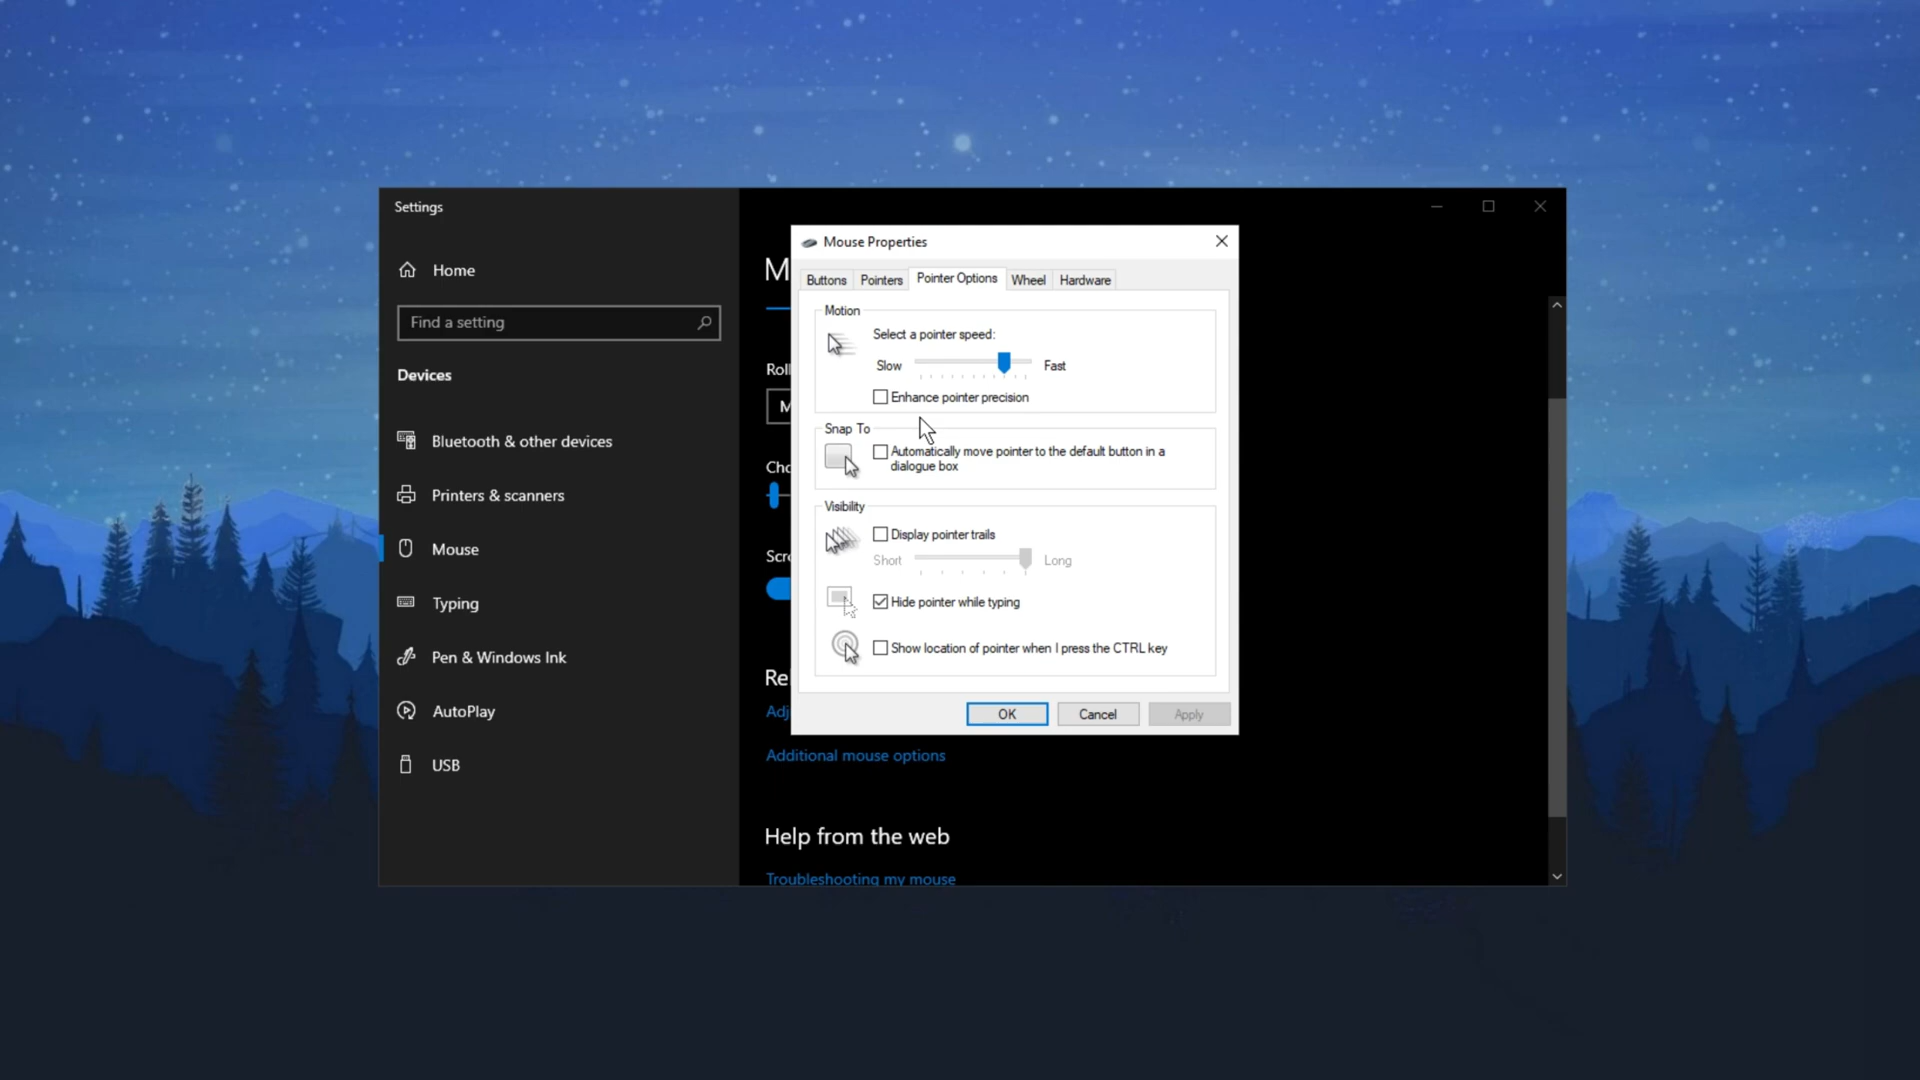 Settings
Home
Find a setting
Devices
Bluetooth & other devices
Printers & scanners
Mouse
Typing
Pen & Windows Ink
AutoPlay
USB
M
Roll
M
Cho
Scro
Re
Adj
Additional mouse options
Help from the web
Troubleshooting my mouse
Mouse Properties
Buttons
Pointers
Pointer Options
Wheel
Hardware
Motion
Select a pointer speed:
Slow
Fast
Enhance pointer precision
Snap To
Automatically move pointer to the default button in a
dialogue box
Visibility
Display pointer trails
Short
Long
Hide pointer while typing
Show location of pointer when I press the CTRL key
OK
Cancel
Apply